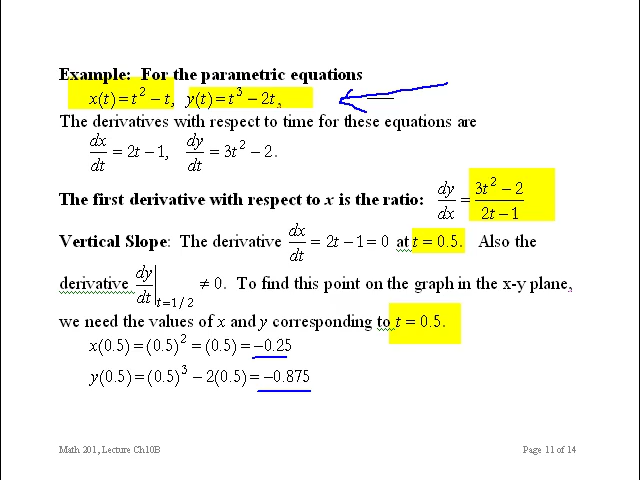 Example: For the parametric equations
x(t) = t² − t, y(t) = t³ − 2t,
The derivatives with respect to time for these equations are
dx/dt = 2t − 1, dy/dt = 3t² − 2.
The first derivative with respect to x is the ratio: dy/dx = (3t² − 2)/(2t − 1)
Vertical Slope: The derivative dx/dt = 2t − 1 = 0 at t = 0.5. Also the
derivative dy/dt|t=1/2 ≠ 0. To find this point on the graph in the x-y plane,
we need the values of x and y corresponding to t = 0.5.
x(0.5) = (0.5)² = (0.5) = −0.25
y(0.5) = (0.5)³ − 2(0.5) = −0.875
Math 201, Lecture Ch10B Page 11 of 14